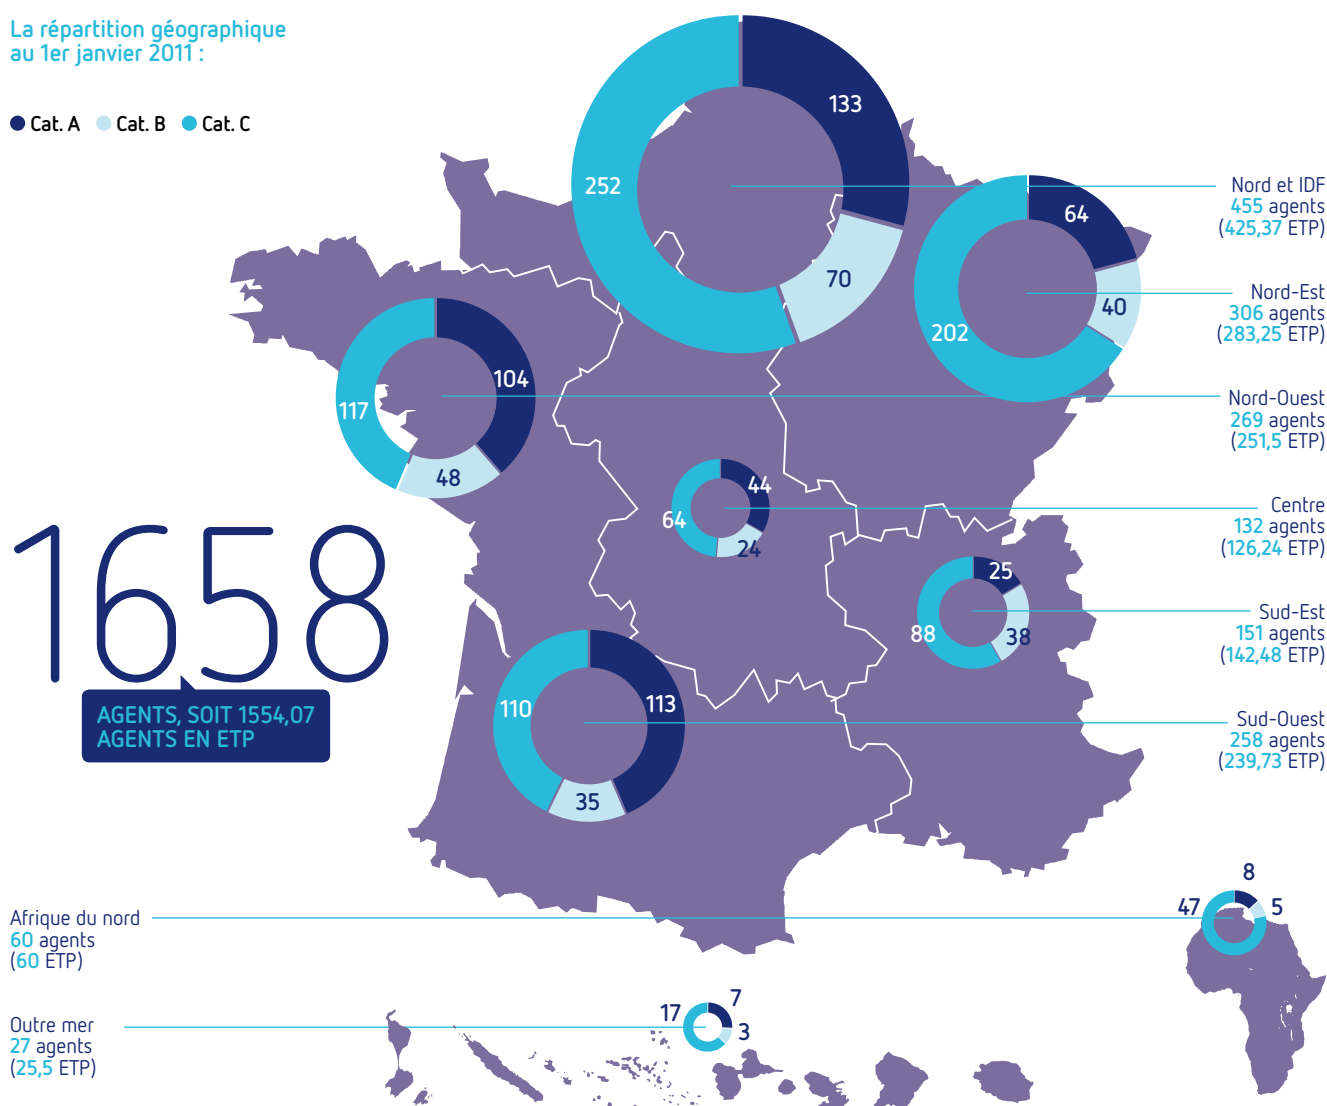 La répartition géographique
au 1er janvier 2011 :
Cat. A Cat. B Cat. C
133
252
70
Nord et IDF
455 agents
(425,37 ETP)
64
40
202
Nord-Est
306 agents
(283,25 ETP)
104
117
48
Nord-Ouest
269 agents
(251,5 ETP)
44
64
24
Centre
132 agents
(126,24 ETP)
25
88
38
Sud-Est
151 agents
(142,48 ETP)
1658
AGENTS, SOIT 1554,07
AGENTS EN ETP
110
113
35
Sud-Ouest
258 agents
(239,73 ETP)
8
47
5
Afrique du nord
60 agents
(60 ETP)
7
17
3
Outre mer
27 agents
(25,5 ETP)